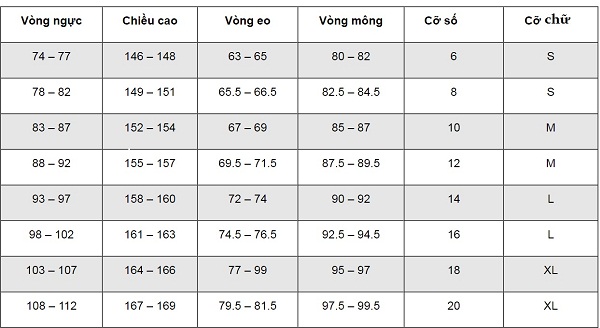 Vòng ngực Chiều cao Vòng eo Vòng mông Cỡ số Cỡ chữ
74 – 77 146 – 148 63 – 65 80 – 82 6 S
78 – 82 149 – 151 65.5 – 66.5 82.5 – 84.5 8 S
83 – 87 152 – 154 67 – 69 85 – 87 10 M
88 – 92 155 – 157 69.5 – 71.5 87.5 – 89.5 12 M
93 – 97 158 – 160 72 – 74 90 – 92 14 L
98 – 102 161 – 163 74.5 – 76.5 92.5 – 94.5 16 L
103 – 107 164 – 166 77 – 99 95 – 97 18 XL
108 – 112 167 – 169 79.5 – 81.5 97.5 – 99.5 20 XL